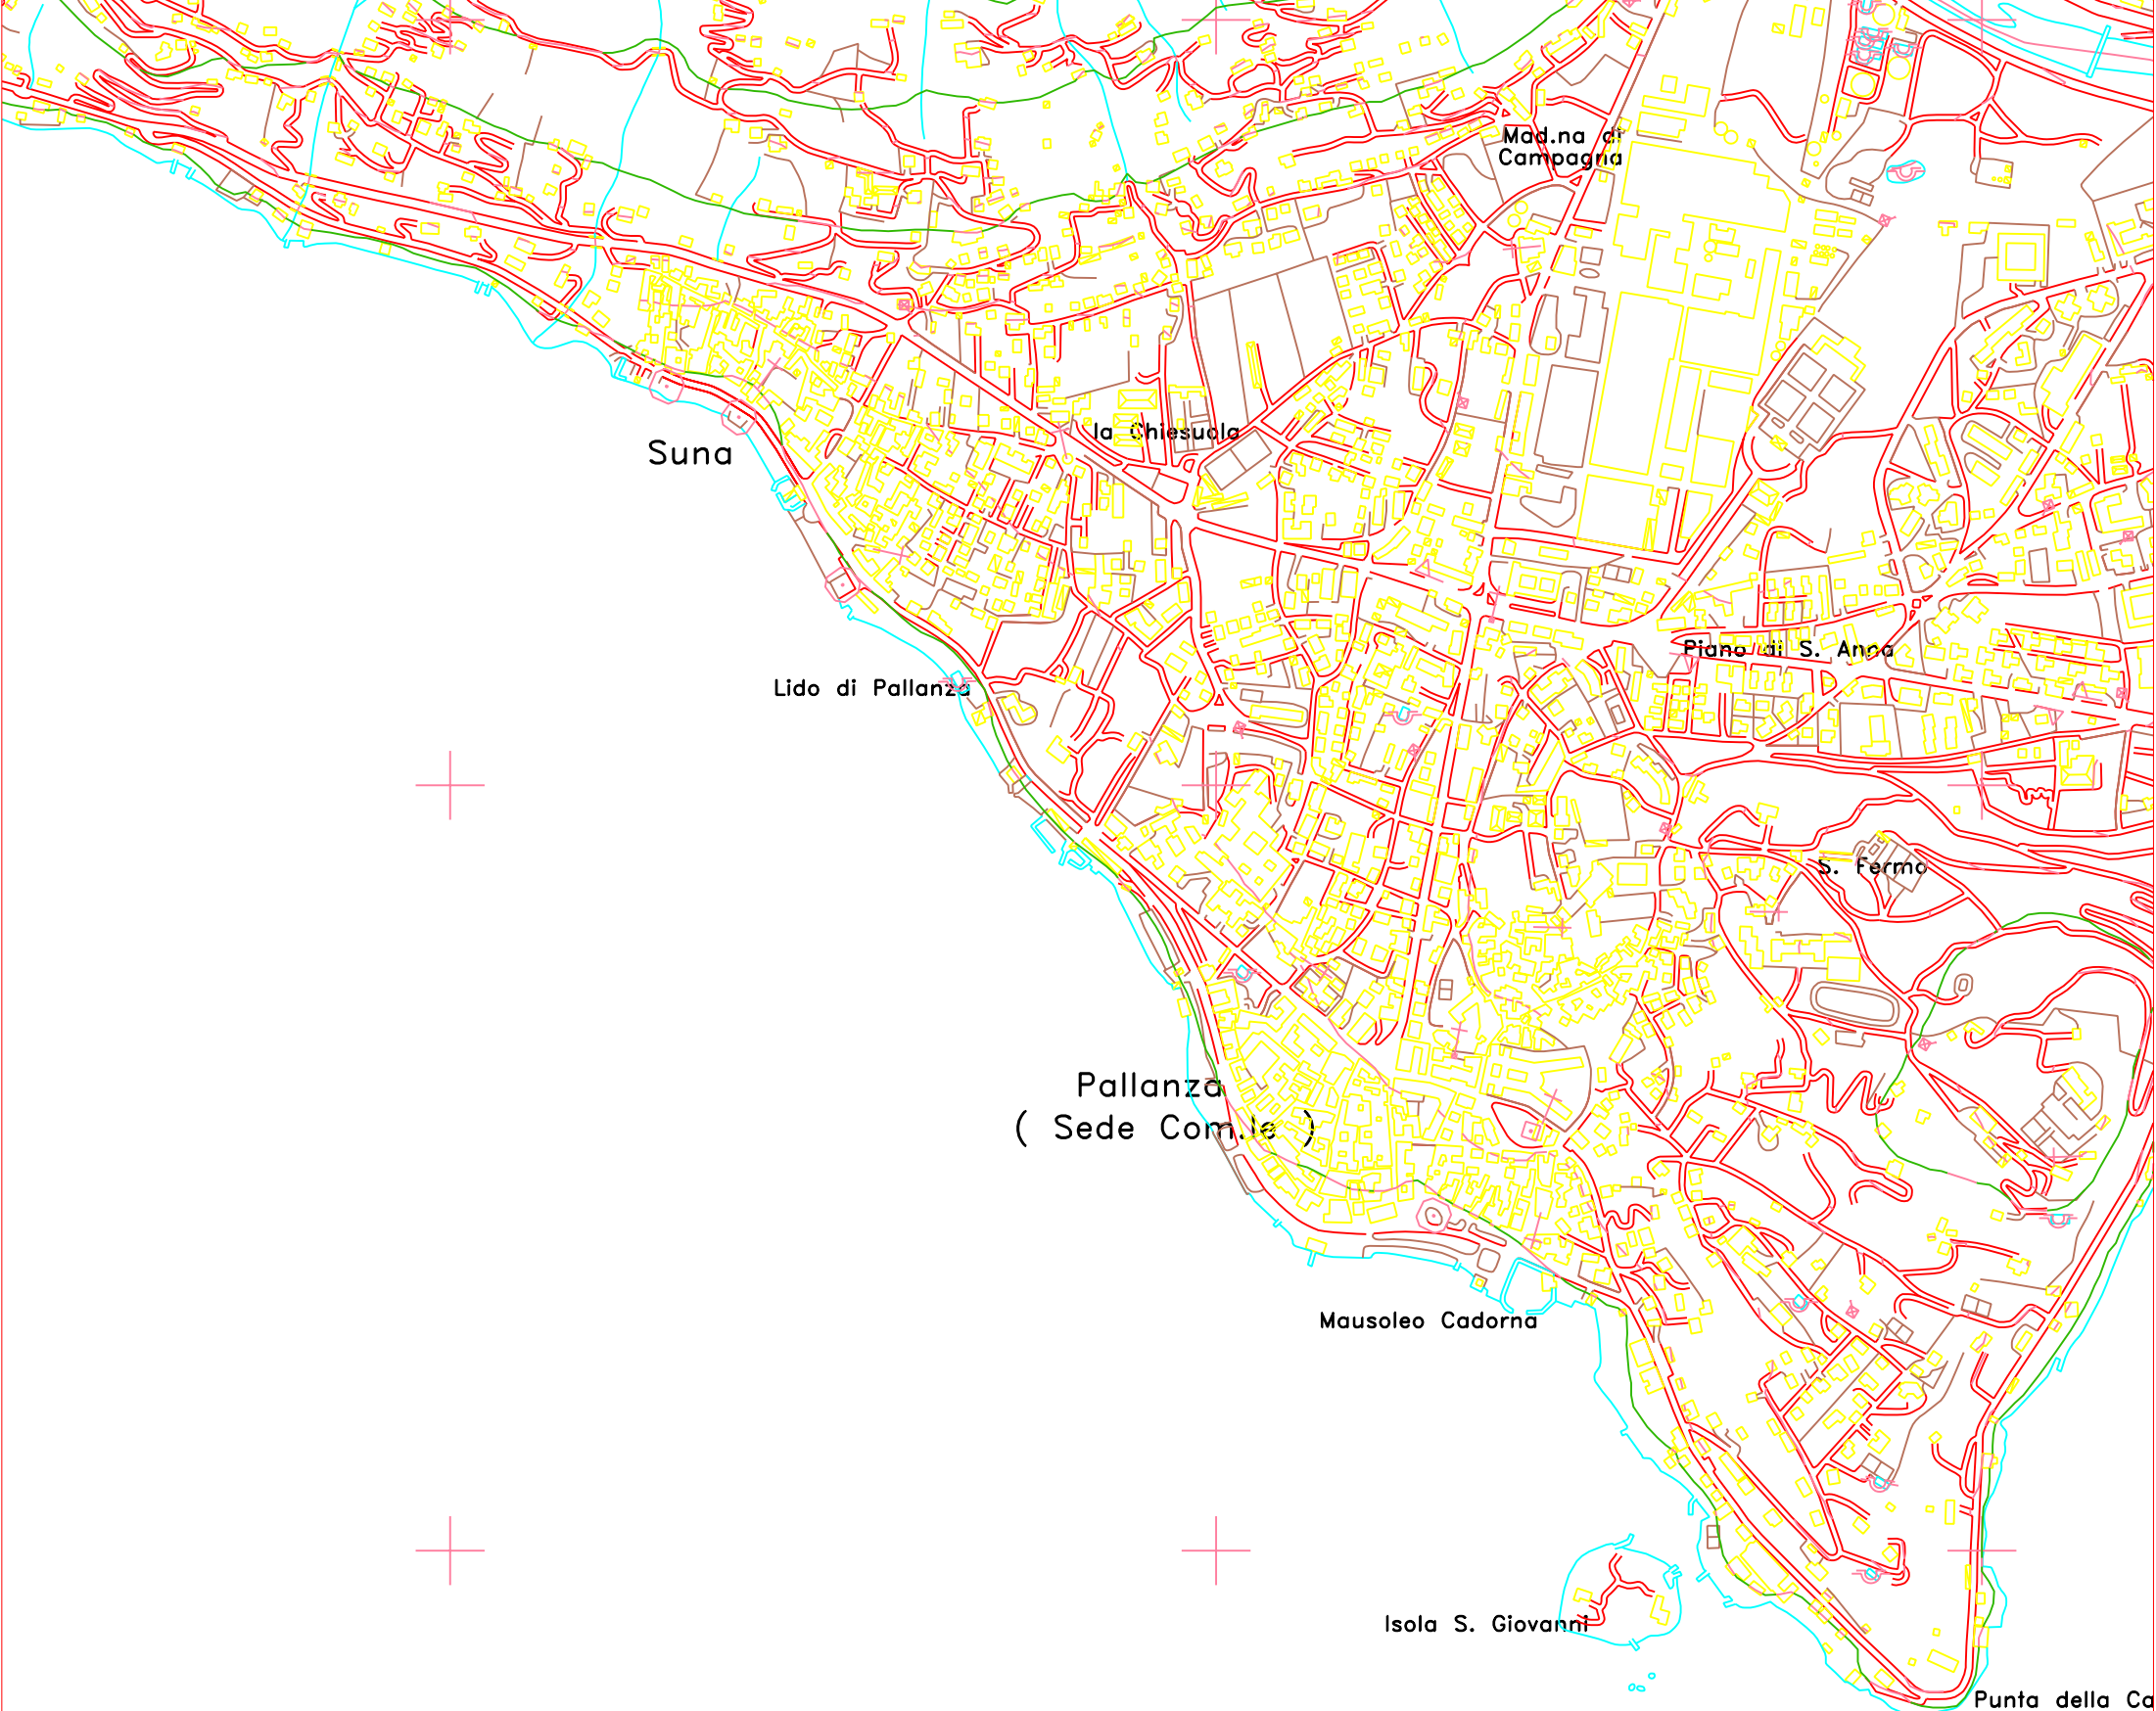 Mad.na di
Campagna
la Chiesuola
Suna
Piano di S. Anna
Lido di Pallanza
S. Fermo
Pallanza
( Sede Com.le )
Mausoleo Cadorna
Isola S. Giovanni
Punta della Ca